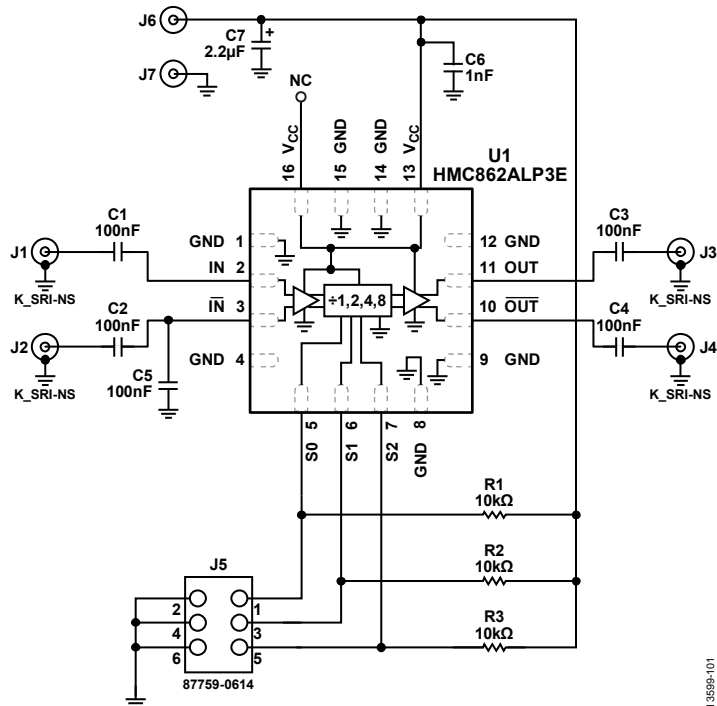 J6
C7
2.2µF
+
J7
NC
C6
1nF
16 VCC
15 GND
14 GND
13 VCC
U1
HMC862ALP3E
C1
100nF
J1
K_SRI-NS
GND 1
IN 2
C2
100nF
J2
K_SRI-NS
IN 3
GND 4
C5
100nF
÷1,2,4,8
12 GND
11 OUT
10 OUT
9 GND
C3
100nF
J3
K_SRI-NS
C4
100nF
J4
K_SRI-NS
S0 5
S1 6
S2 7
GND 8
R1
10kΩ
R2
10kΩ
R3
10kΩ
J5
2
1
4
3
6
5
87759-0614